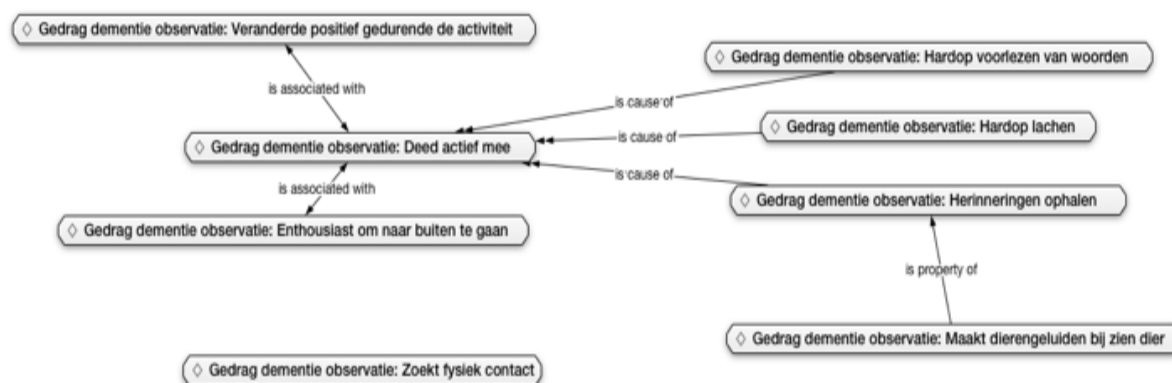 ◇ Gedrag dementie observatie: Veranderde positief gedurende de activiteit
◇ Gedrag dementie observatie: Hardop voorlezen van woorden
is associated with
is cause of
◇ Gedrag dementie observatie: Hardop lachen
is cause of
◇ Gedrag dementie observatie: Deed actief mee
is cause of
is associated with
◇ Gedrag dementie observatie: Herinneringen ophalen
◇ Gedrag dementie observatie: Enthousiast om naar buiten te gaan
is property of
◇ Gedrag dementie observatie: Maakt dierengeluiden bij zien dier
◇ Gedrag dementie observatie: Zoekt fysiek contact